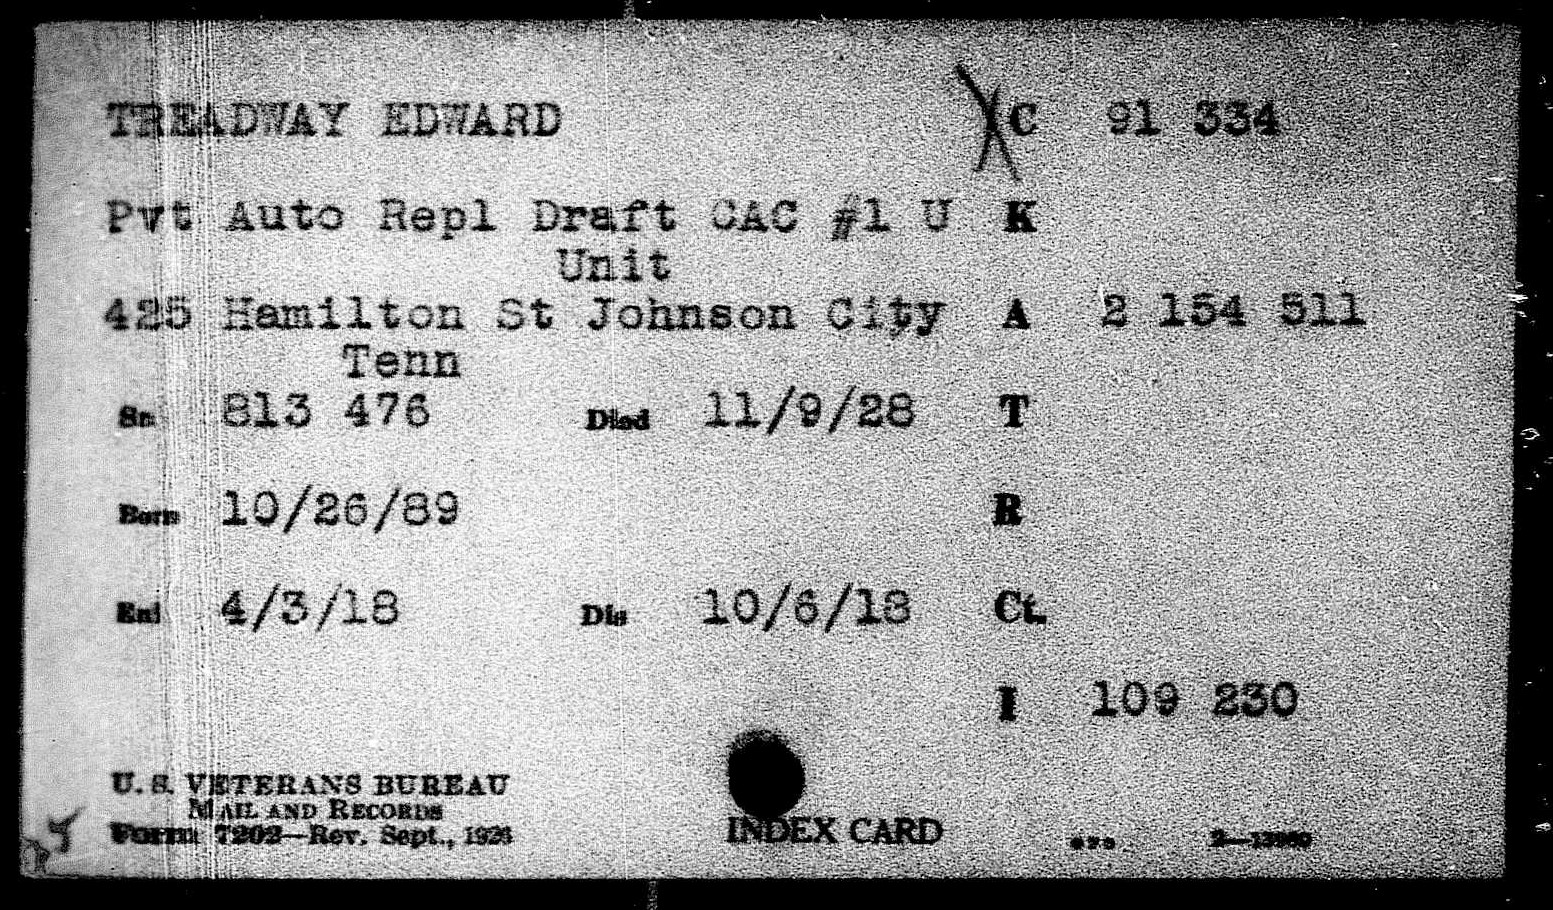 TREADWAY EDWARD XC 91 334
Pvt Auto Repl Draft CAC #1 U K
Unit
425 Hamilton St Johnson City A 2 154 511
Tenn
Sn 813 476 Died 11/9/28 T
Born 10/26/89 R
Enl 4/3/18 Dis 10/6/18 Ct.
I 109 230
U. S. VETERANS BUREAU
MAIL AND RECORDS
Form 7202—Rev. Sept., 1926 INDEX CARD